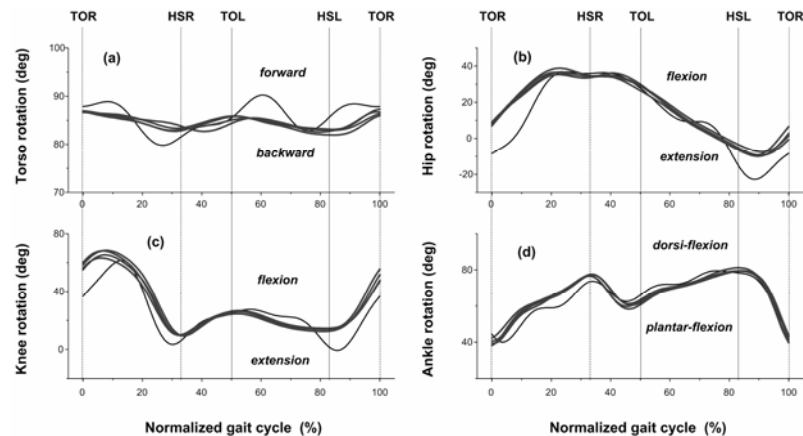 TOR HSR TOL HSL TOR
TOR HSR TOL HSL TOR
Torso rotation (deg)
100
90
80
70
(a)
forward
backward
0 20 40 60 80 100
Hip rotation (deg)
40
20
0
-20
(b)
flexion
extension
0 20 40 60 80 100
Knee rotation (deg)
80
40
0
(c)
flexion
extension
0 20 40 60 80 100
Normalized gait cycle (%)
Ankle rotation (deg)
80
40
(d)
dorsi-flexion
plantar-flexion
0 20 40 60 80 100
Normalized gait cycle (%)